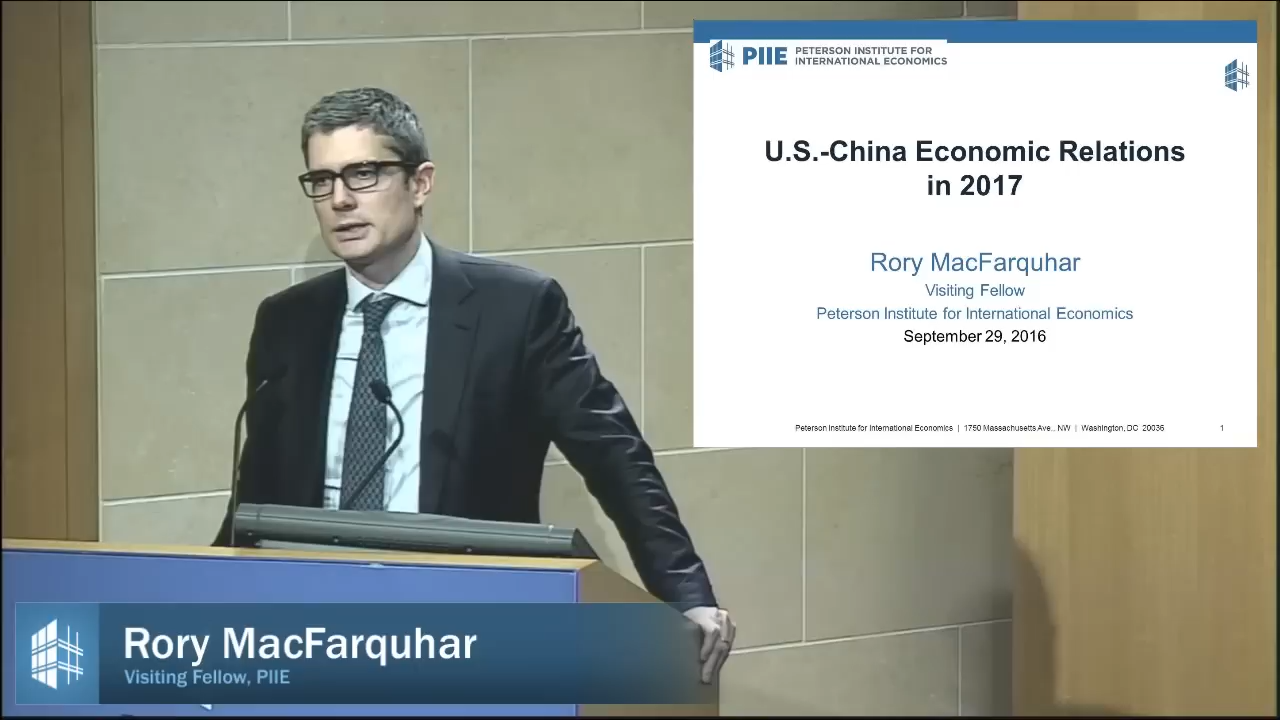 PIIE
PETERSON INSTITUTE FOR
INTERNATIONAL ECONOMICS
U.S.-China Economic Relations
in 2017
Rory MacFarquhar
Visiting Fellow
Peterson Institute for International Economics
September 29, 2016
Peterson Institute for International Economics | 1750 Massachusetts Ave., NW | Washington, DC 20036
1
Rory MacFarquhar
Visiting Fellow, PIIE